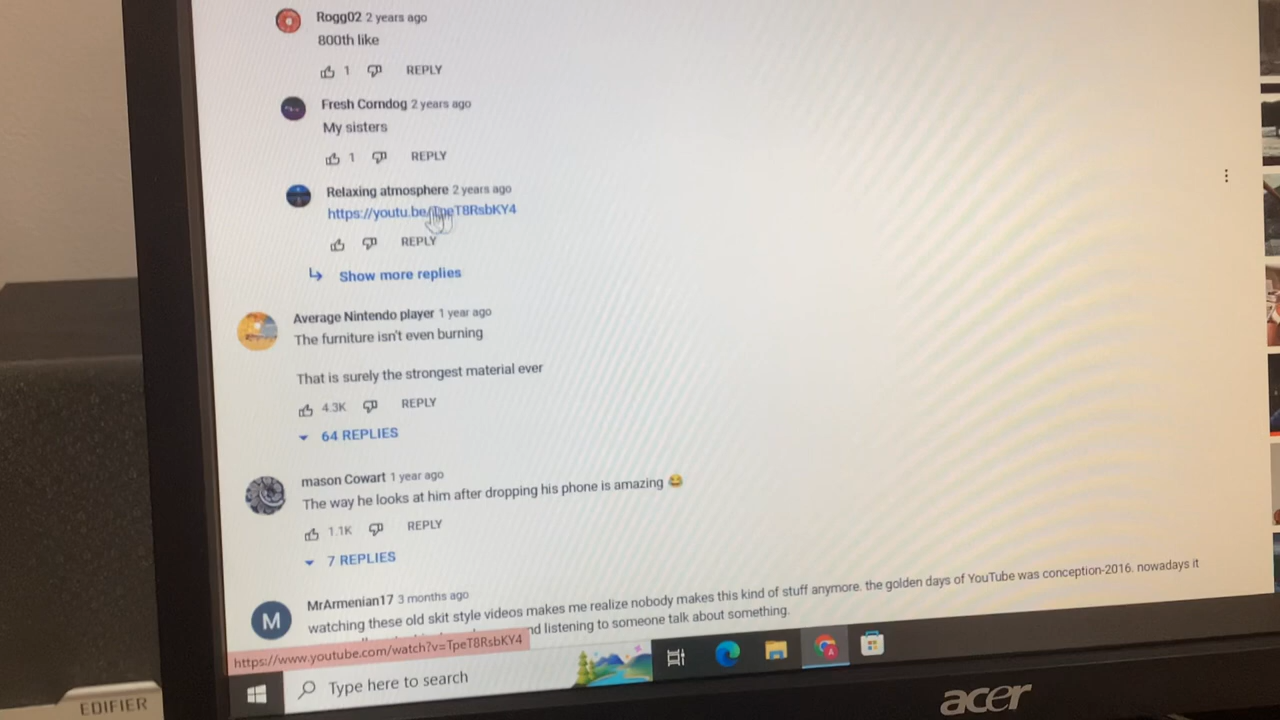 Rogg02 2 years ago
800th like
1 REPLY
Fresh Corndog 2 years ago
My sisters
1 REPLY
Relaxing atmosphere 2 years ago
https://youtu.be/TpeT8RsbKY4
REPLY
Show more replies
Average Nintendo player 1 year ago
The furniture isn't even burning
That is surely the strongest material ever
4.3K REPLY
64 REPLIES
mason Cowart 1 year ago
The way he looks at him after dropping his phone is amazing 😂
1.1K REPLY
7 REPLIES
M
MrArmenian17 3 months ago
watching these old skit style videos makes me realize nobody makes this kind of stuff anymore. the golden days of YouTube was conception-2016. nowadays it
and listening to someone talk about something.
https://www.youtube.com/watch?v=TpeT8RsbKY4
Type here to search
A
EDIFIER
acer